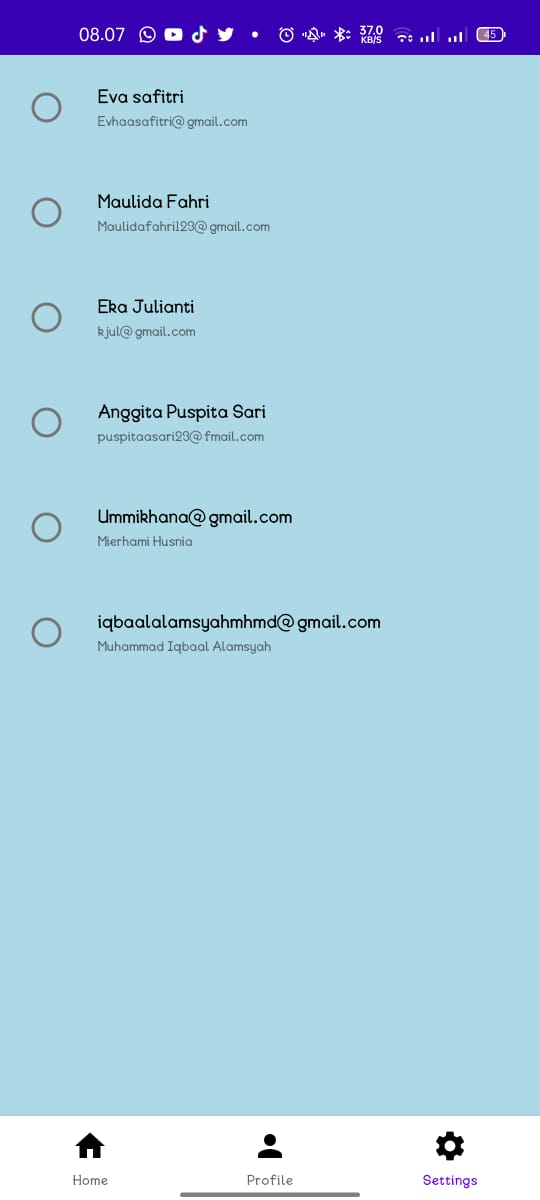 08.07 37.0 KB/S 45
Eva safitri
Evhaasafitri@gmail.com
Maulida Fahri
Maulidafahri123@gmail.com
Eka Julianti
kjul@gmail.com
Anggita Puspita Sari
puspitaasari23@fmail.com
Ummikhana@gmail.com
Mierhami Husnia
iqbaalalamsyahmhmd@gmail.com
Muhammad Iqbaal Alamsyah
Home Profile Settings